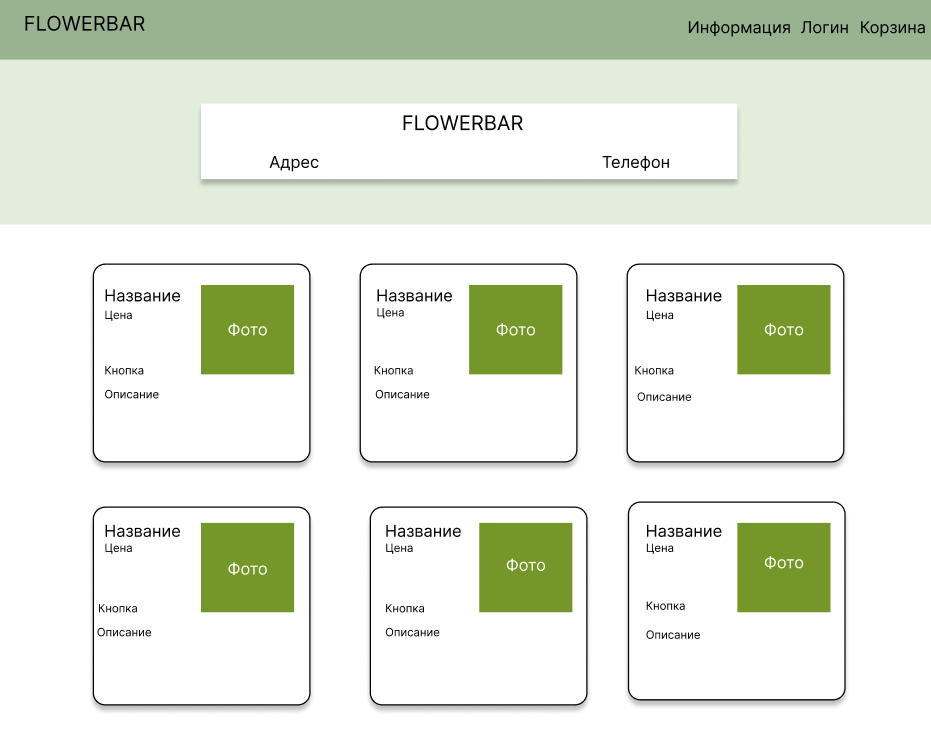 FLOWERBAR
Информация Логин Корзина
FLOWERBAR
Адрес Телефон
Название
Цена
Фото
Кнопка
Описание
Название
Цена
Фото
Кнопка
Описание
Название
Цена
Фото
Кнопка
Описание
Название
Цена
Фото
Кнопка
Описание
Название
Цена
Фото
Кнопка
Описание
Название
Цена
Фото
Кнопка
Описание